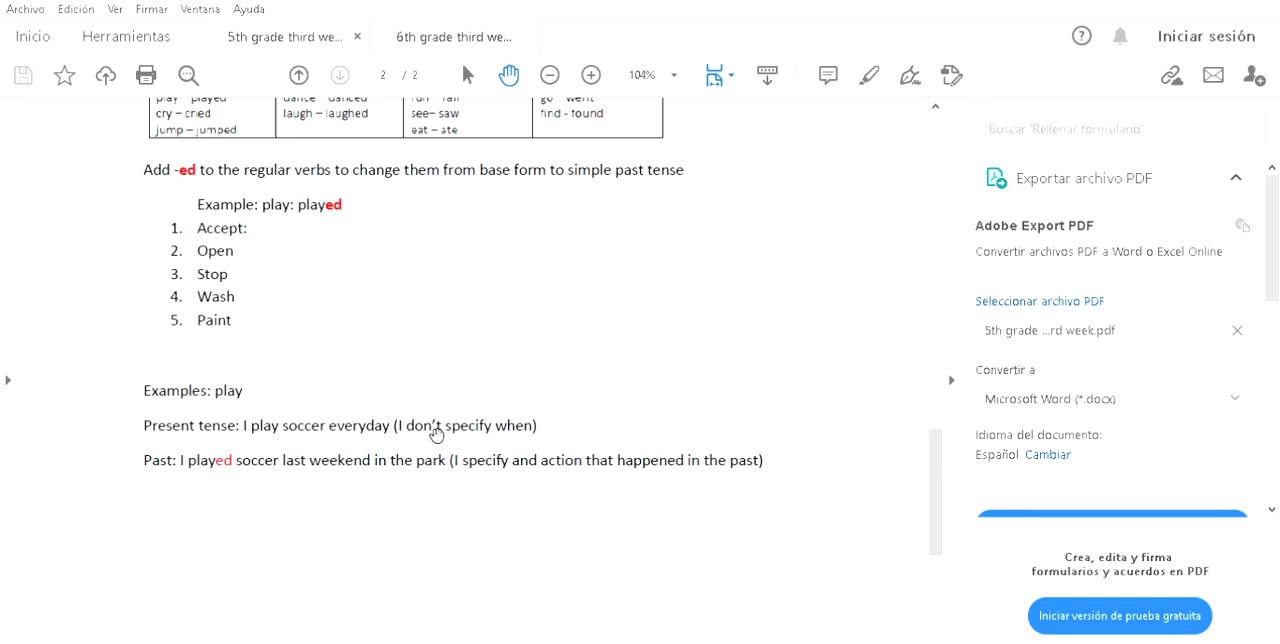 Archivo Edición Ver Firmar Ventana Ayuda
Inicio Herramientas 5th grade third we... × 6th grade third we... Iniciar sesión
2 / 2 104%
play – played dance – danced run – ran go – went
cry – cried laugh – laughed see– saw find - found
jump – jumped eat – ate
Add -ed to the regular verbs to change them from base form to simple past tense
Example: play: played
1. Accept:
2. Open
3. Stop
4. Wash
5. Paint
Examples: play
Present tense: I play soccer everyday (I don't specify when)
Past: I played soccer last weekend in the park (I specify and action that happened in the past)
Buscar 'Rellenar formulario'
Exportar archivo PDF
Adobe Export PDF
Convertir archivos PDF a Word o Excel Online
Seleccionar archivo PDF
5th grade ...rd week.pdf
Convertir a
Microsoft Word (*.docx)
Idioma del documento:
Español Cambiar
Crea, edita y firma
formularios y acuerdos en PDF
Iniciar versión de prueba gratuita